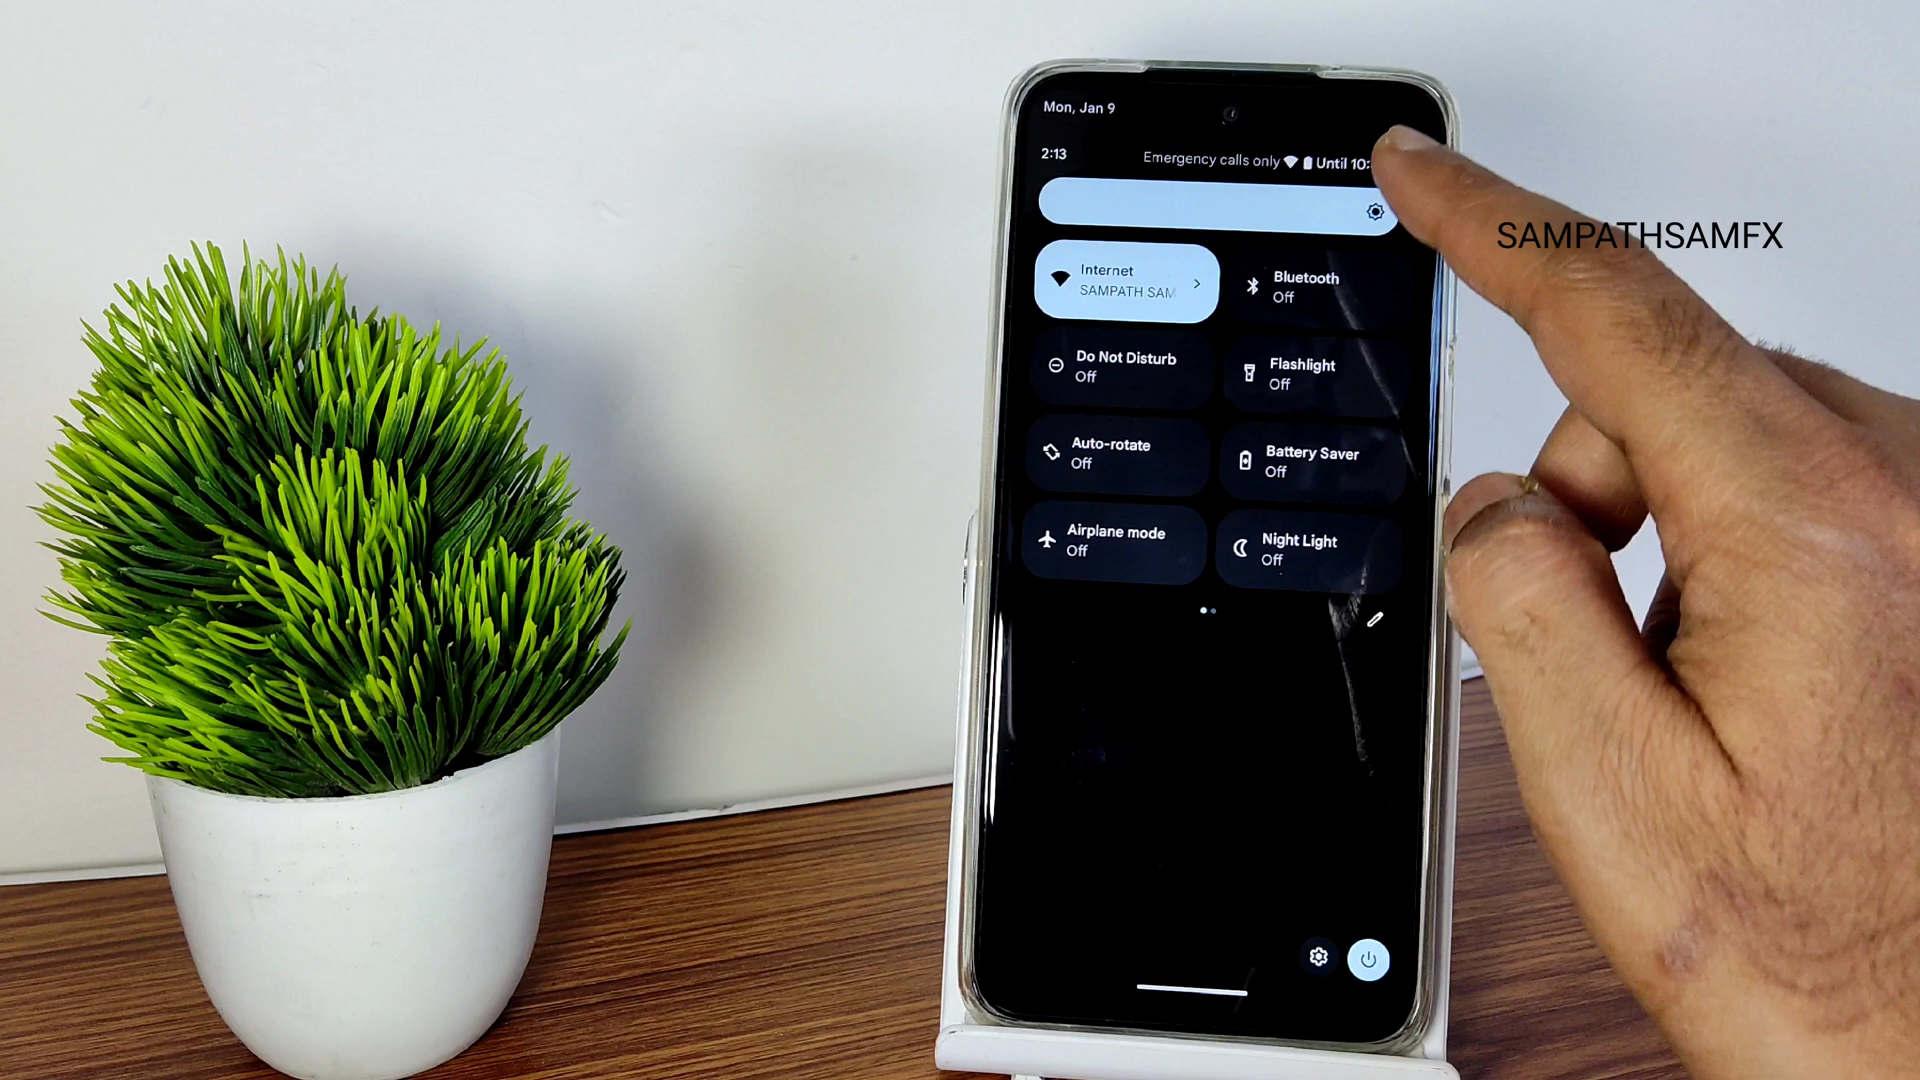 Mon, Jan 9
2:13
Emergency calls only
Until 10:
SAMPATHSAMFX
Internet
SAMPATH SAM
Bluetooth
Off
Do Not Disturb
Off
Flashlight
Off
Auto-rotate
Off
Battery Saver
Off
Airplane mode
Off
Night Light
Off